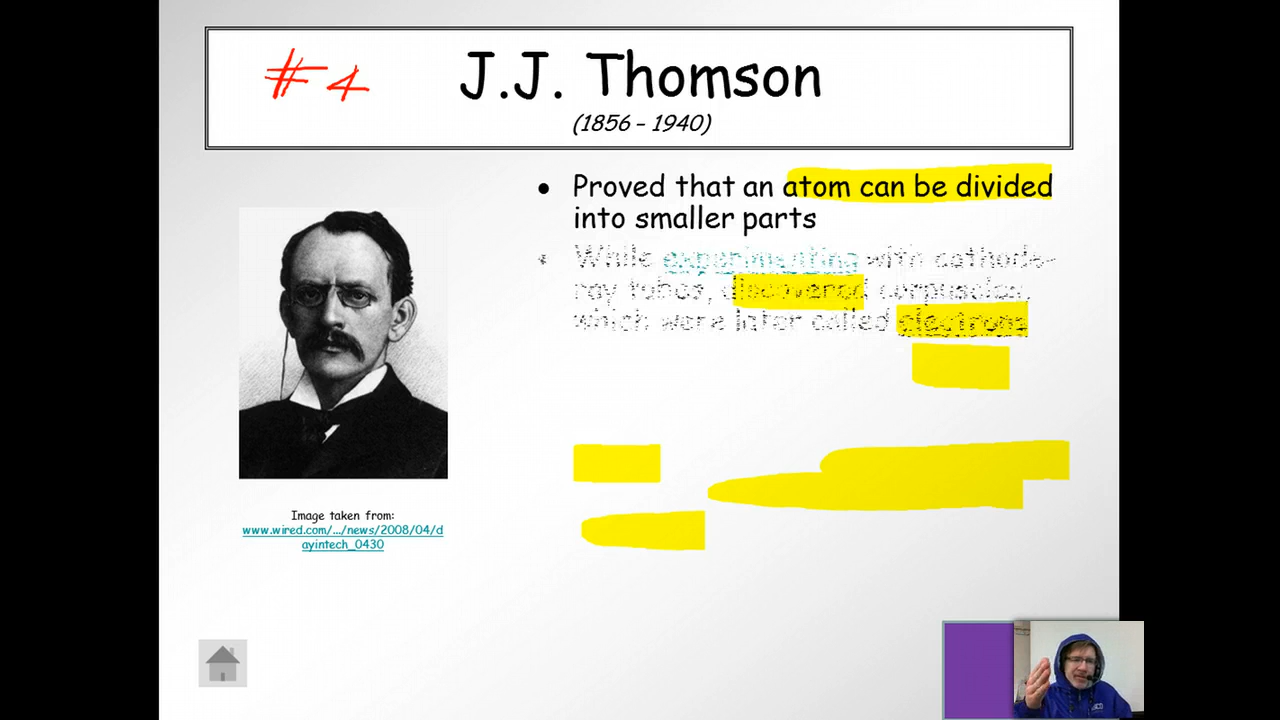 #4
J.J. Thomson
(1856 – 1940)
• Proved that an atom can be divided
into smaller parts
• While experimenting with cathode-
ray tubes, discovered corpuscles,
which were later called electrons
Image taken from:
www.wired.com/.../news/2008/04/d
ayintech_0430